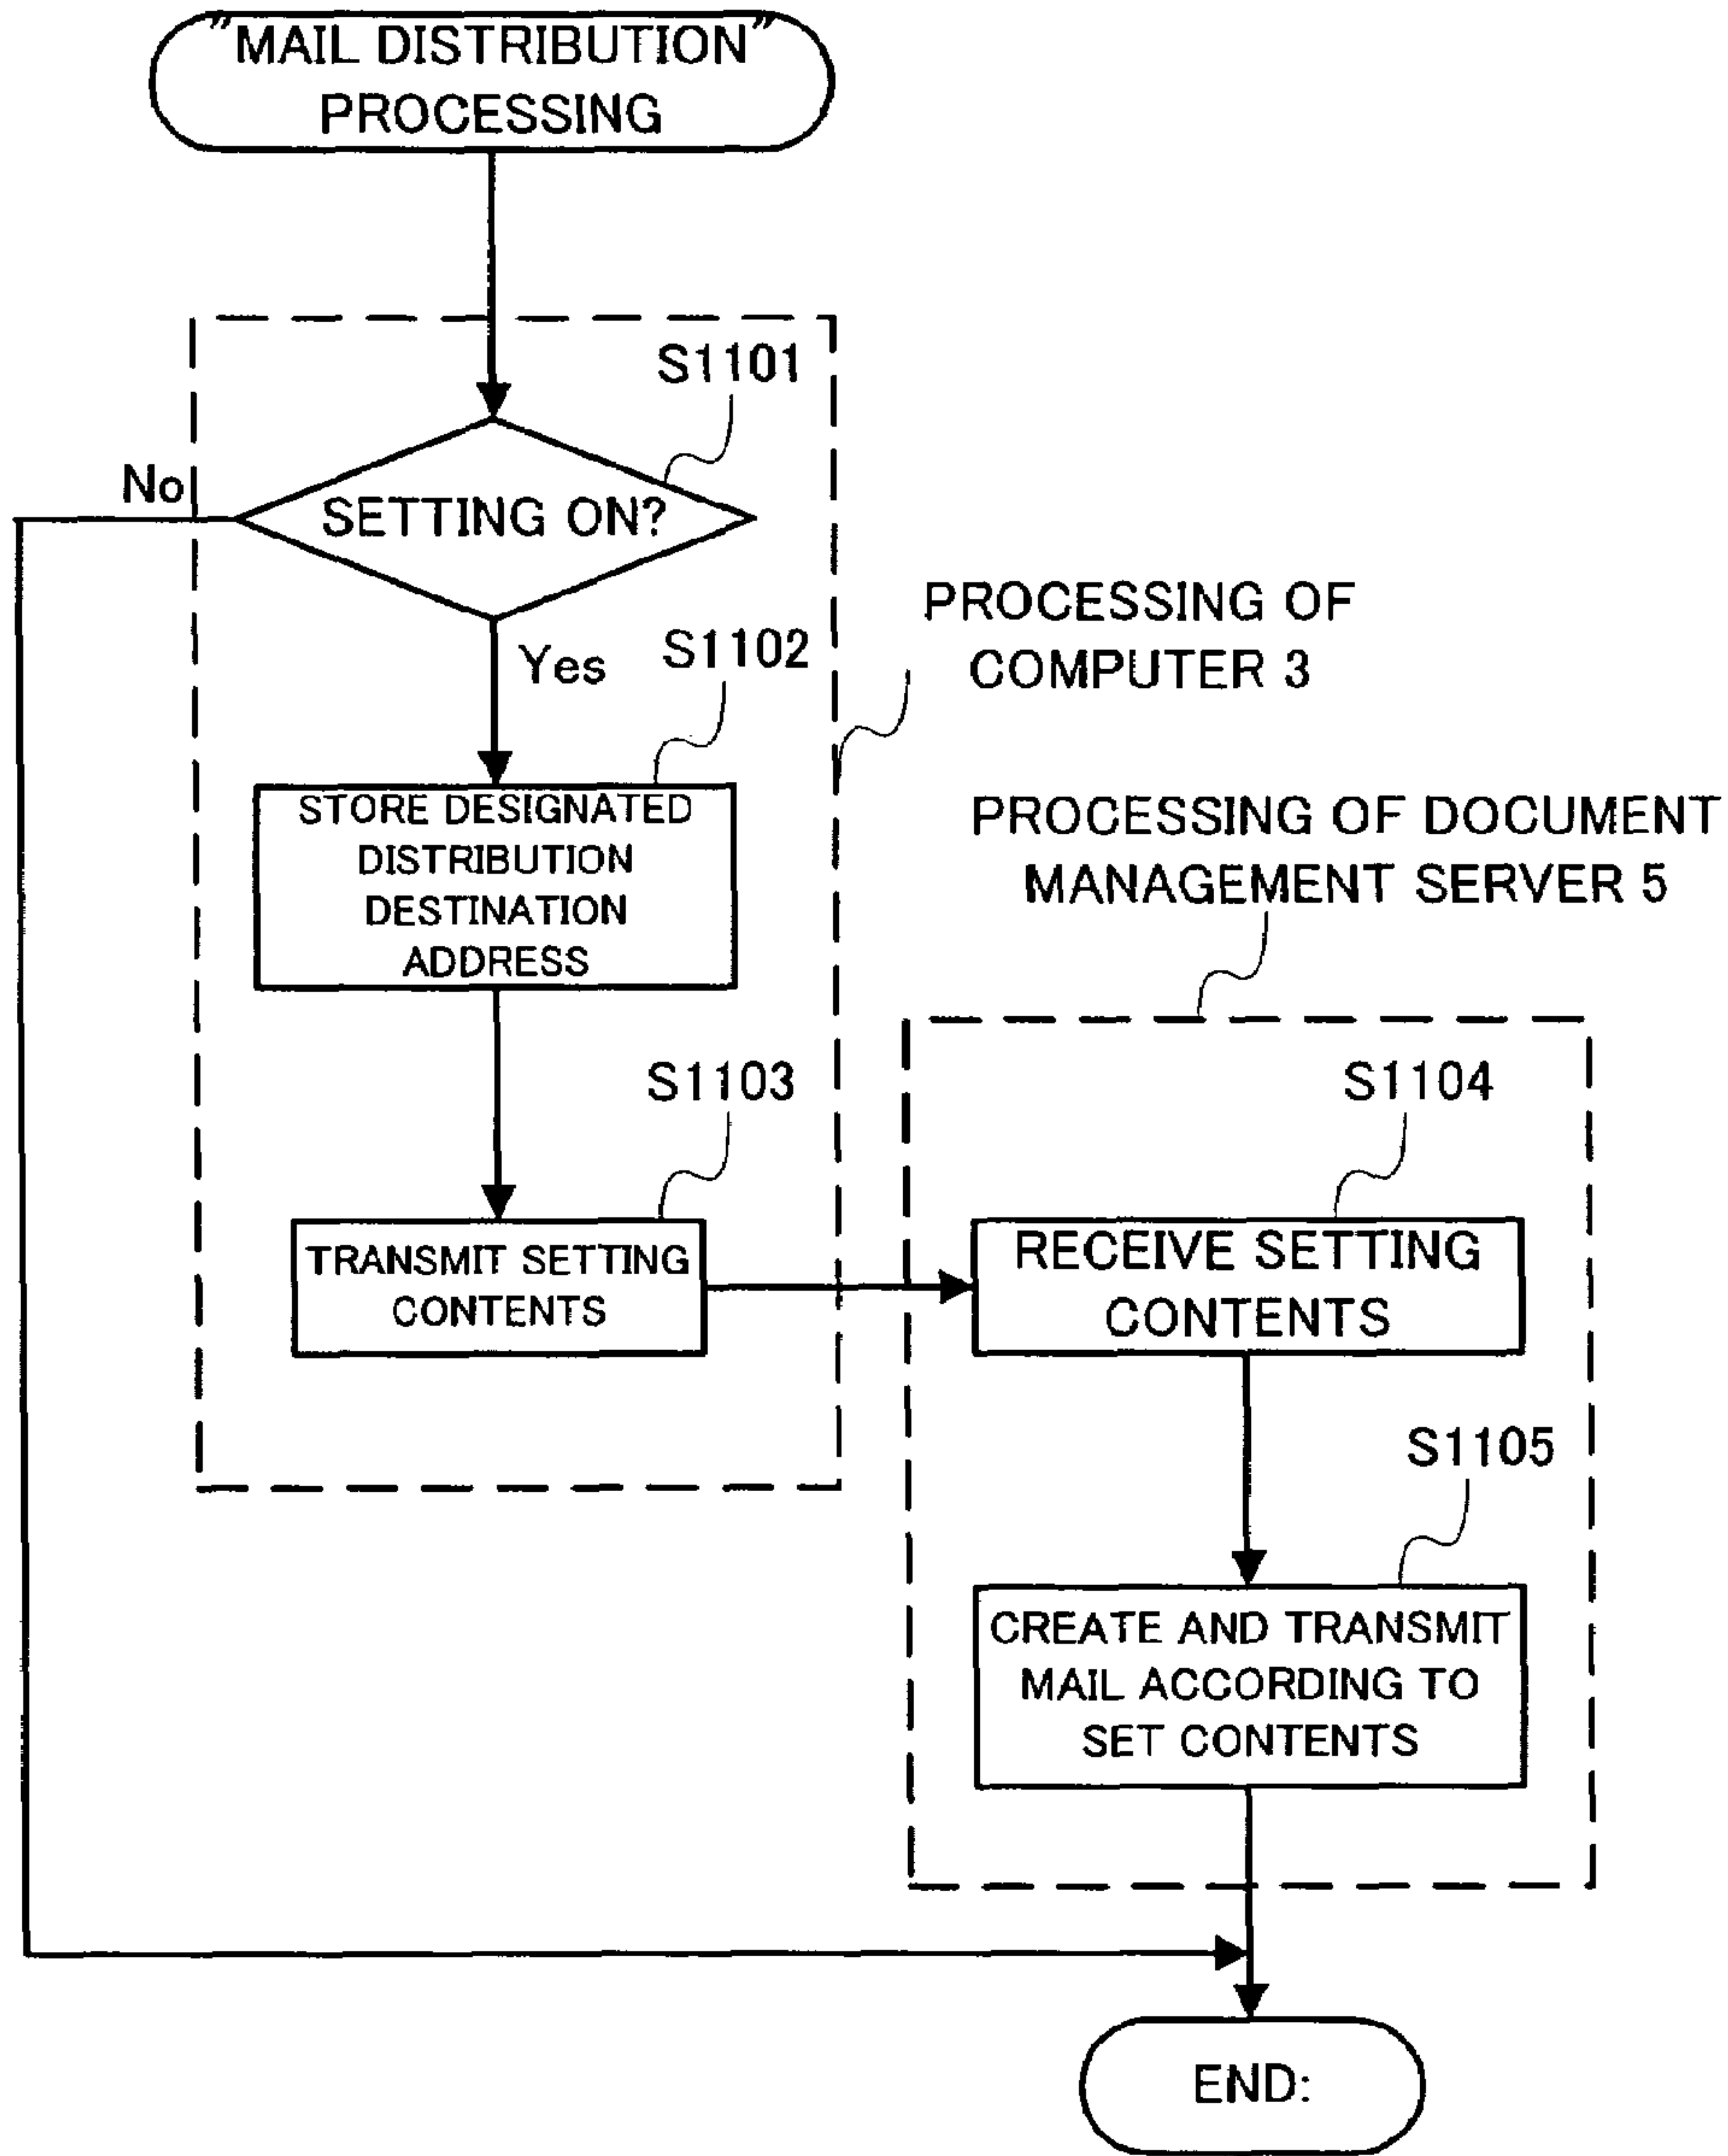 "MAIL DISTRIBUTION"
PROCESSING
S1101
No
SETTING ON?
PROCESSING OF
COMPUTER 3
Yes
S1102
STORE DESIGNATED
DISTRIBUTION
DESTINATION
ADDRESS
PROCESSING OF DOCUMENT
MANAGEMENT SERVER 5
S1103
TRANSMIT SETTING
CONTENTS
S1104
RECEIVE SETTING
CONTENTS
S1105
CREATE AND TRANSMIT
MAIL ACCORDING TO
SET CONTENTS
END: